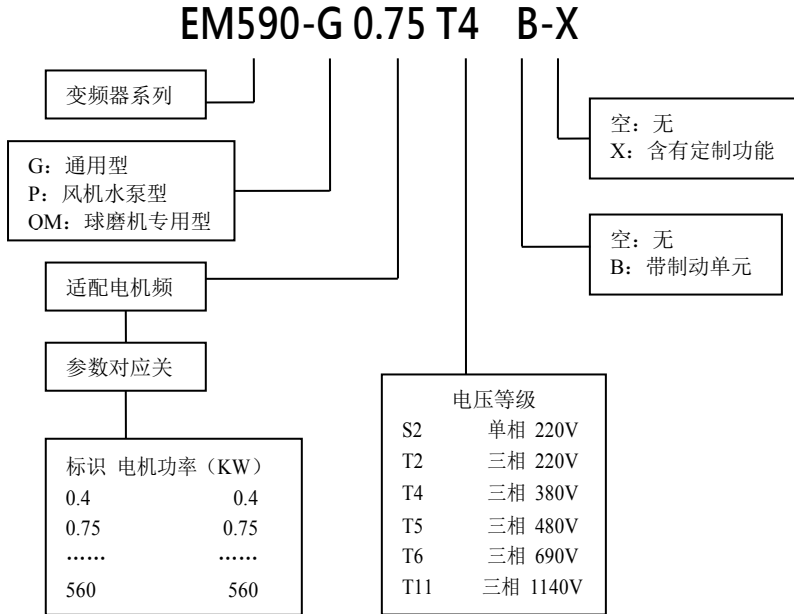 EM590-G 0.75 T4 B-X
变频器系列
G：通用型
P：风机水泵型
OM：球磨机专用型
适配电机频
参数对应关
标识 电机功率（KW）
0.4 0.4
0.75 0.75
…… ……
560 560
空：无
X：含有定制功能
空：无
B：带制动单元
电压等级
S2 单相 220V
T2 三相 220V
T4 三相 380V
T5 三相 480V
T6 三相 690V
T11 三相 1140V